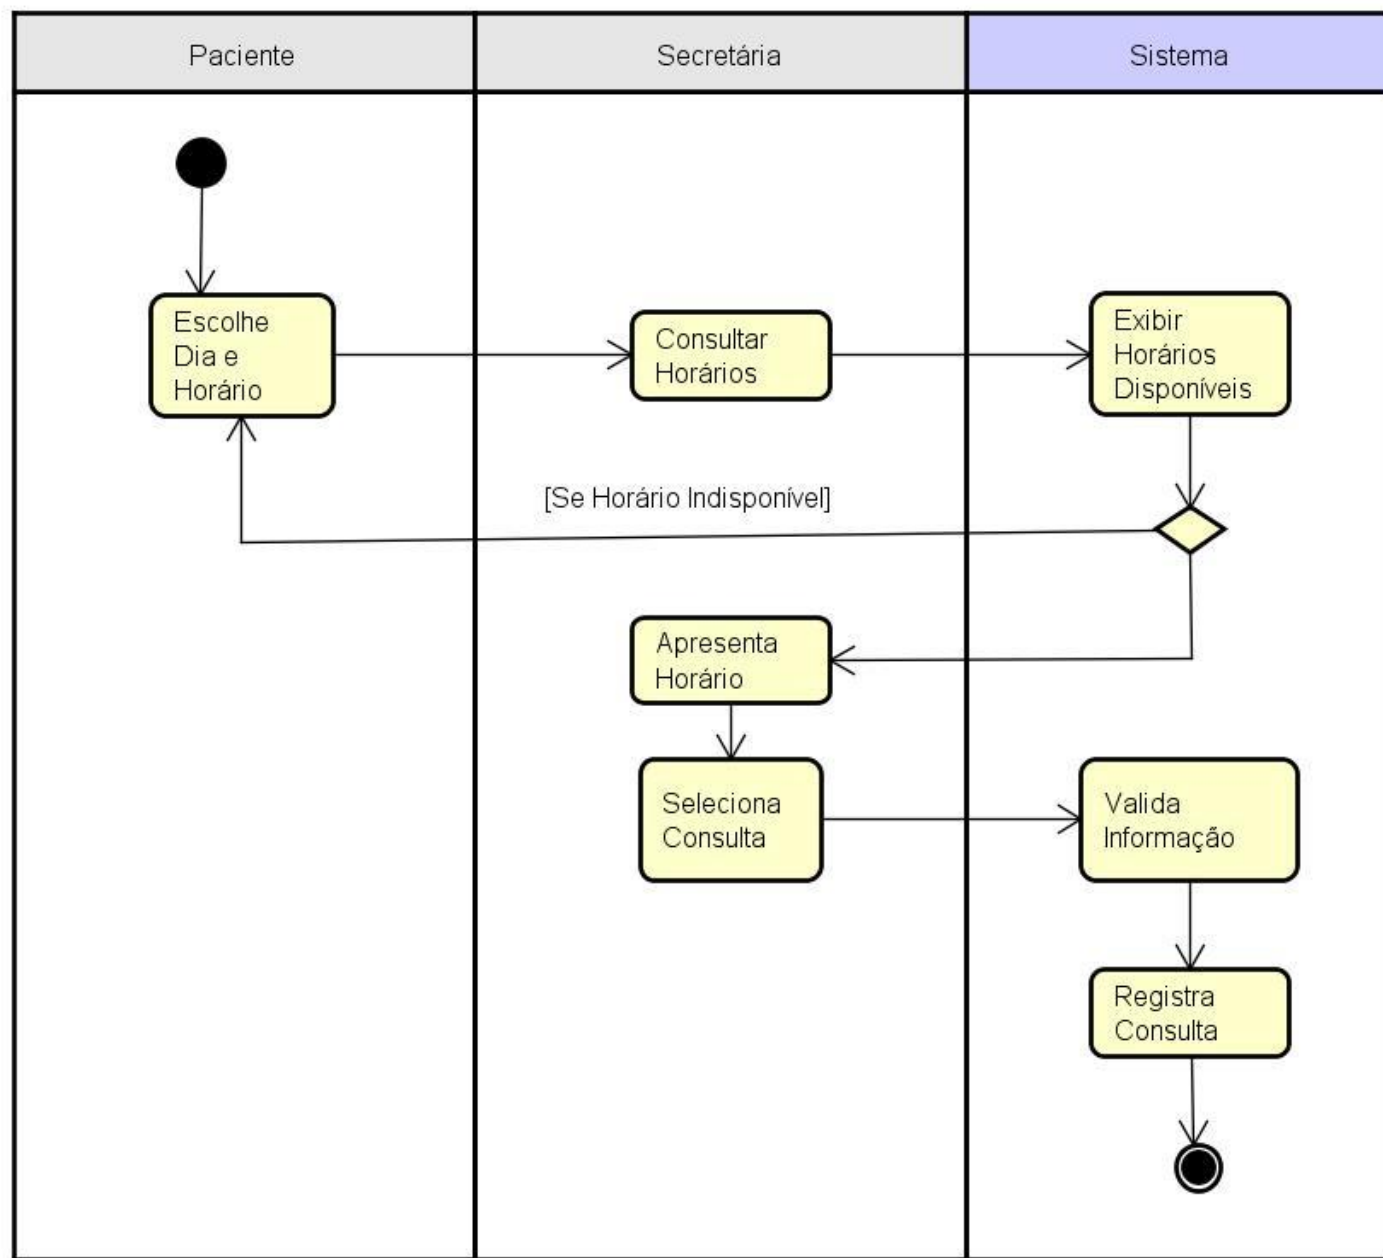 Paciente
Secretária
Sistema
Escolhe
Dia e
Horário
Consultar
Horários
Exibir
Horários
Disponíveis
[Se Horário Indisponível]
Apresenta
Horário
Seleciona
Consulta
Valida
Informação
Registra
Consulta